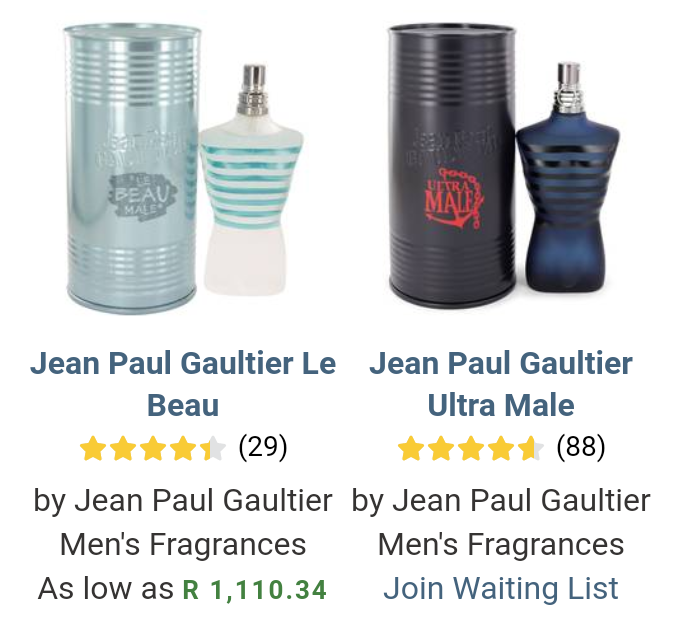 LE
BEAU
MALE
ULTRA
MALE
Jean Paul Gaultier Le
Beau
(29)
by Jean Paul Gaultier
Men's Fragrances
As low as R 1,110.34
Jean Paul Gaultier
Ultra Male
(88)
by Jean Paul Gaultier
Men's Fragrances
Join Waiting List